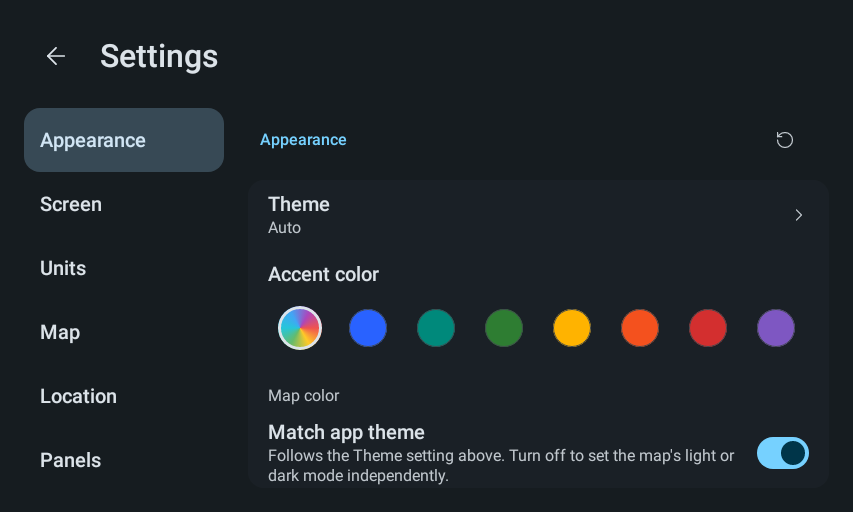 Settings
Appearance
Screen
Units
Map
Location
Panels
Appearance
Theme
Auto
Accent color
Map color
Match app theme
Follows the Theme setting above. Turn off to set the map's light or
dark mode independently.